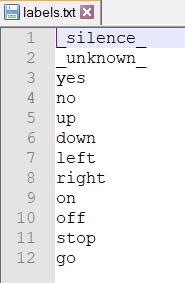 labels.txt
1 _silence_
2 _unknown_
3 yes
4 no
5 up
6 down
7 left
8 right
9 on
10 off
11 stop
12 go